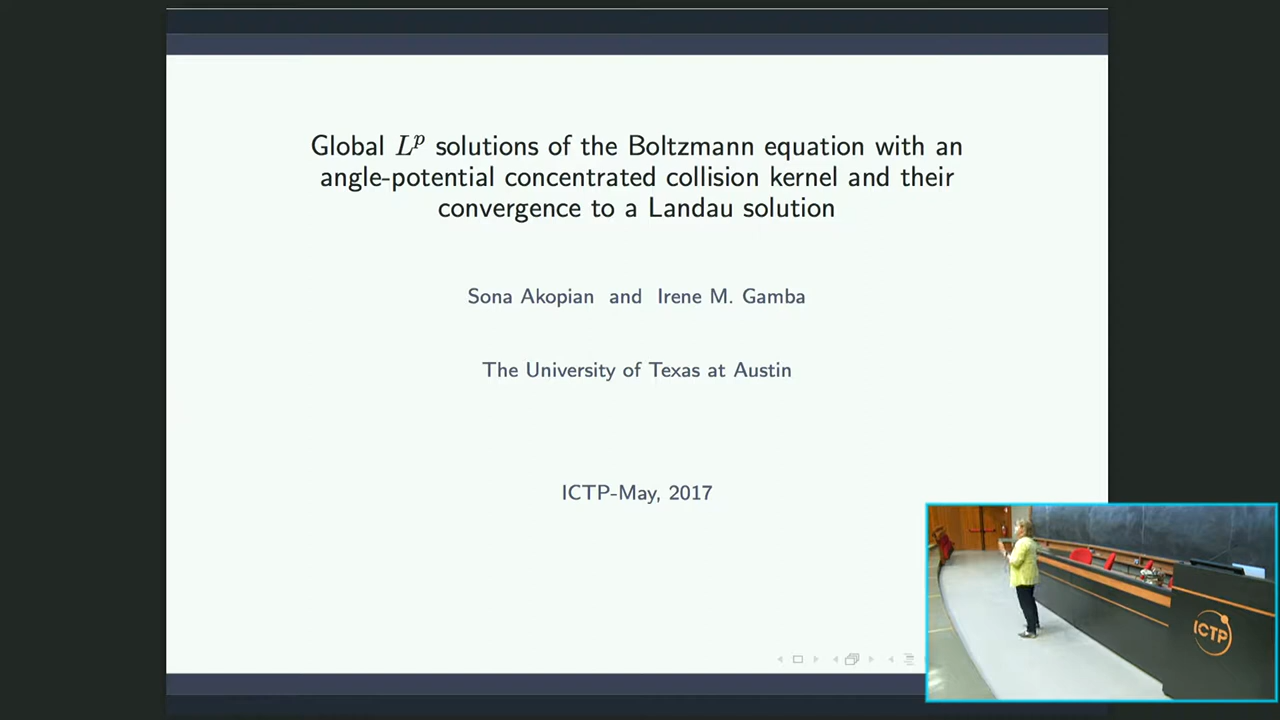 Global L^p solutions of the Boltzmann equation with an
angle-potential concentrated collision kernel and their
convergence to a Landau solution
Sona Akopian and Irene M. Gamba
The University of Texas at Austin
ICTP-May, 2017
ICTP